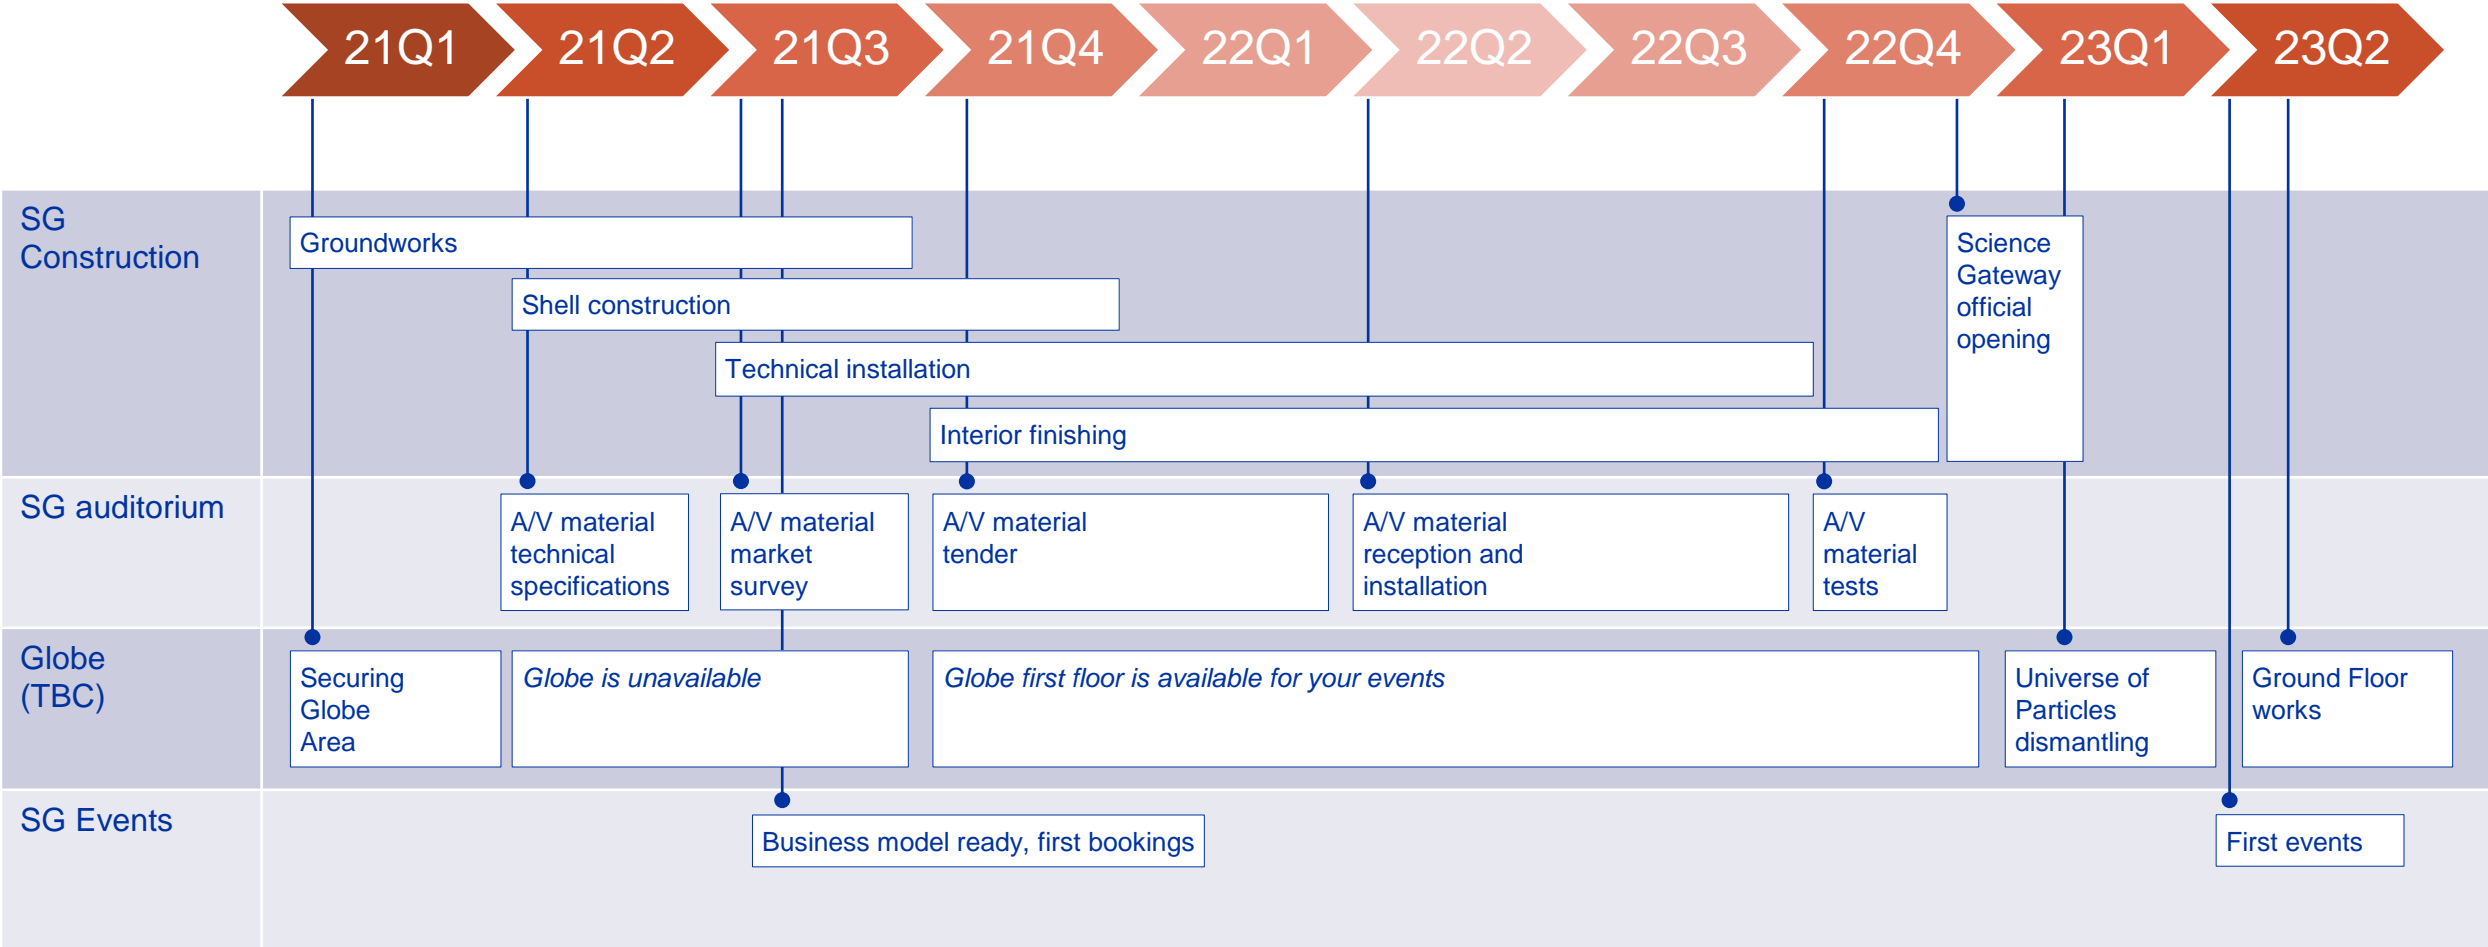 21Q1
21Q2
21Q3
21Q4
22Q1
22Q2
22Q3
22Q4
23Q1
23Q2
SG
Construction
Groundworks
Shell construction
Technical installation
Interior finishing
Science
Gateway
official
opening
SG auditorium
A/V material
technical
specifications
A/V material
market
survey
A/V material
tender
A/V material
reception and
installation
A/V
material
tests
Globe
(TBC)
Securing
Globe
Area
Globe is unavailable
Globe first floor is available for your events
Universe of
Particles
dismantling
Ground Floor
works
SG Events
Business model ready, first bookings
First events